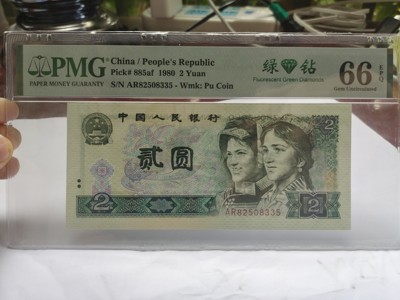 PMG
PAPER MONEY GUARANTY
China / People's Republic
Pick# 885af 1980 2 Yuan
S/N AR82508335 - Wmk: Pu Coin
绿 钻
Fluorescent Green Diamond
66 EPQ
Gem Uncirculated
中国人民银行
2
贰圆
AR82508335
2
2